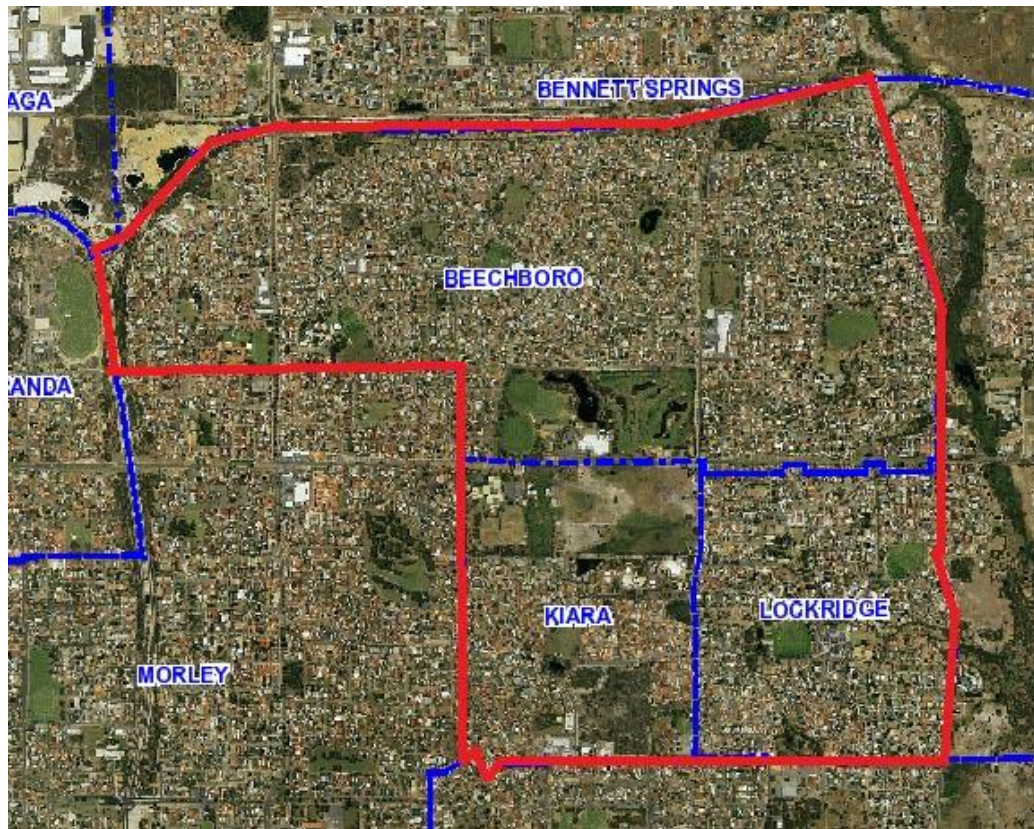 BENNETT SPRINGS
AGA
BEECHBORO
ANDA
KIARA
LOCKRIDGE
MORLEY